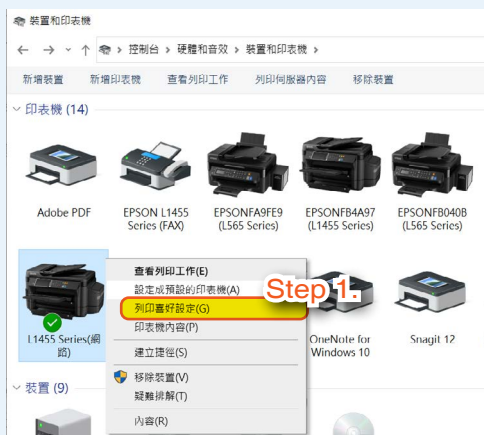 裝置和印表機
控制台 › 硬體和音效 › 裝置和印表機 ›
新增裝置 新增印表機 查看列印工作 列印伺服器內容 移除裝置
印表機 (14)
Adobe PDF
EPSON L1455
Series (FAX)
EPSONFA9FE9
(L565 Series)
EPSONFB4A97
(L1455 Series)
EPSONFB040B
(L565 Series)
L1455 Series(網
路)
查看列印工作(E)
設定成預設的印表機(A)
Step 1.
列印喜好設定(G)
印表機內容(P)
建立捷徑(S)
移除裝置(V)
疑難排解(T)
內容(R)
OneNote for
Windows 10
Snagit 12
裝置 (9)